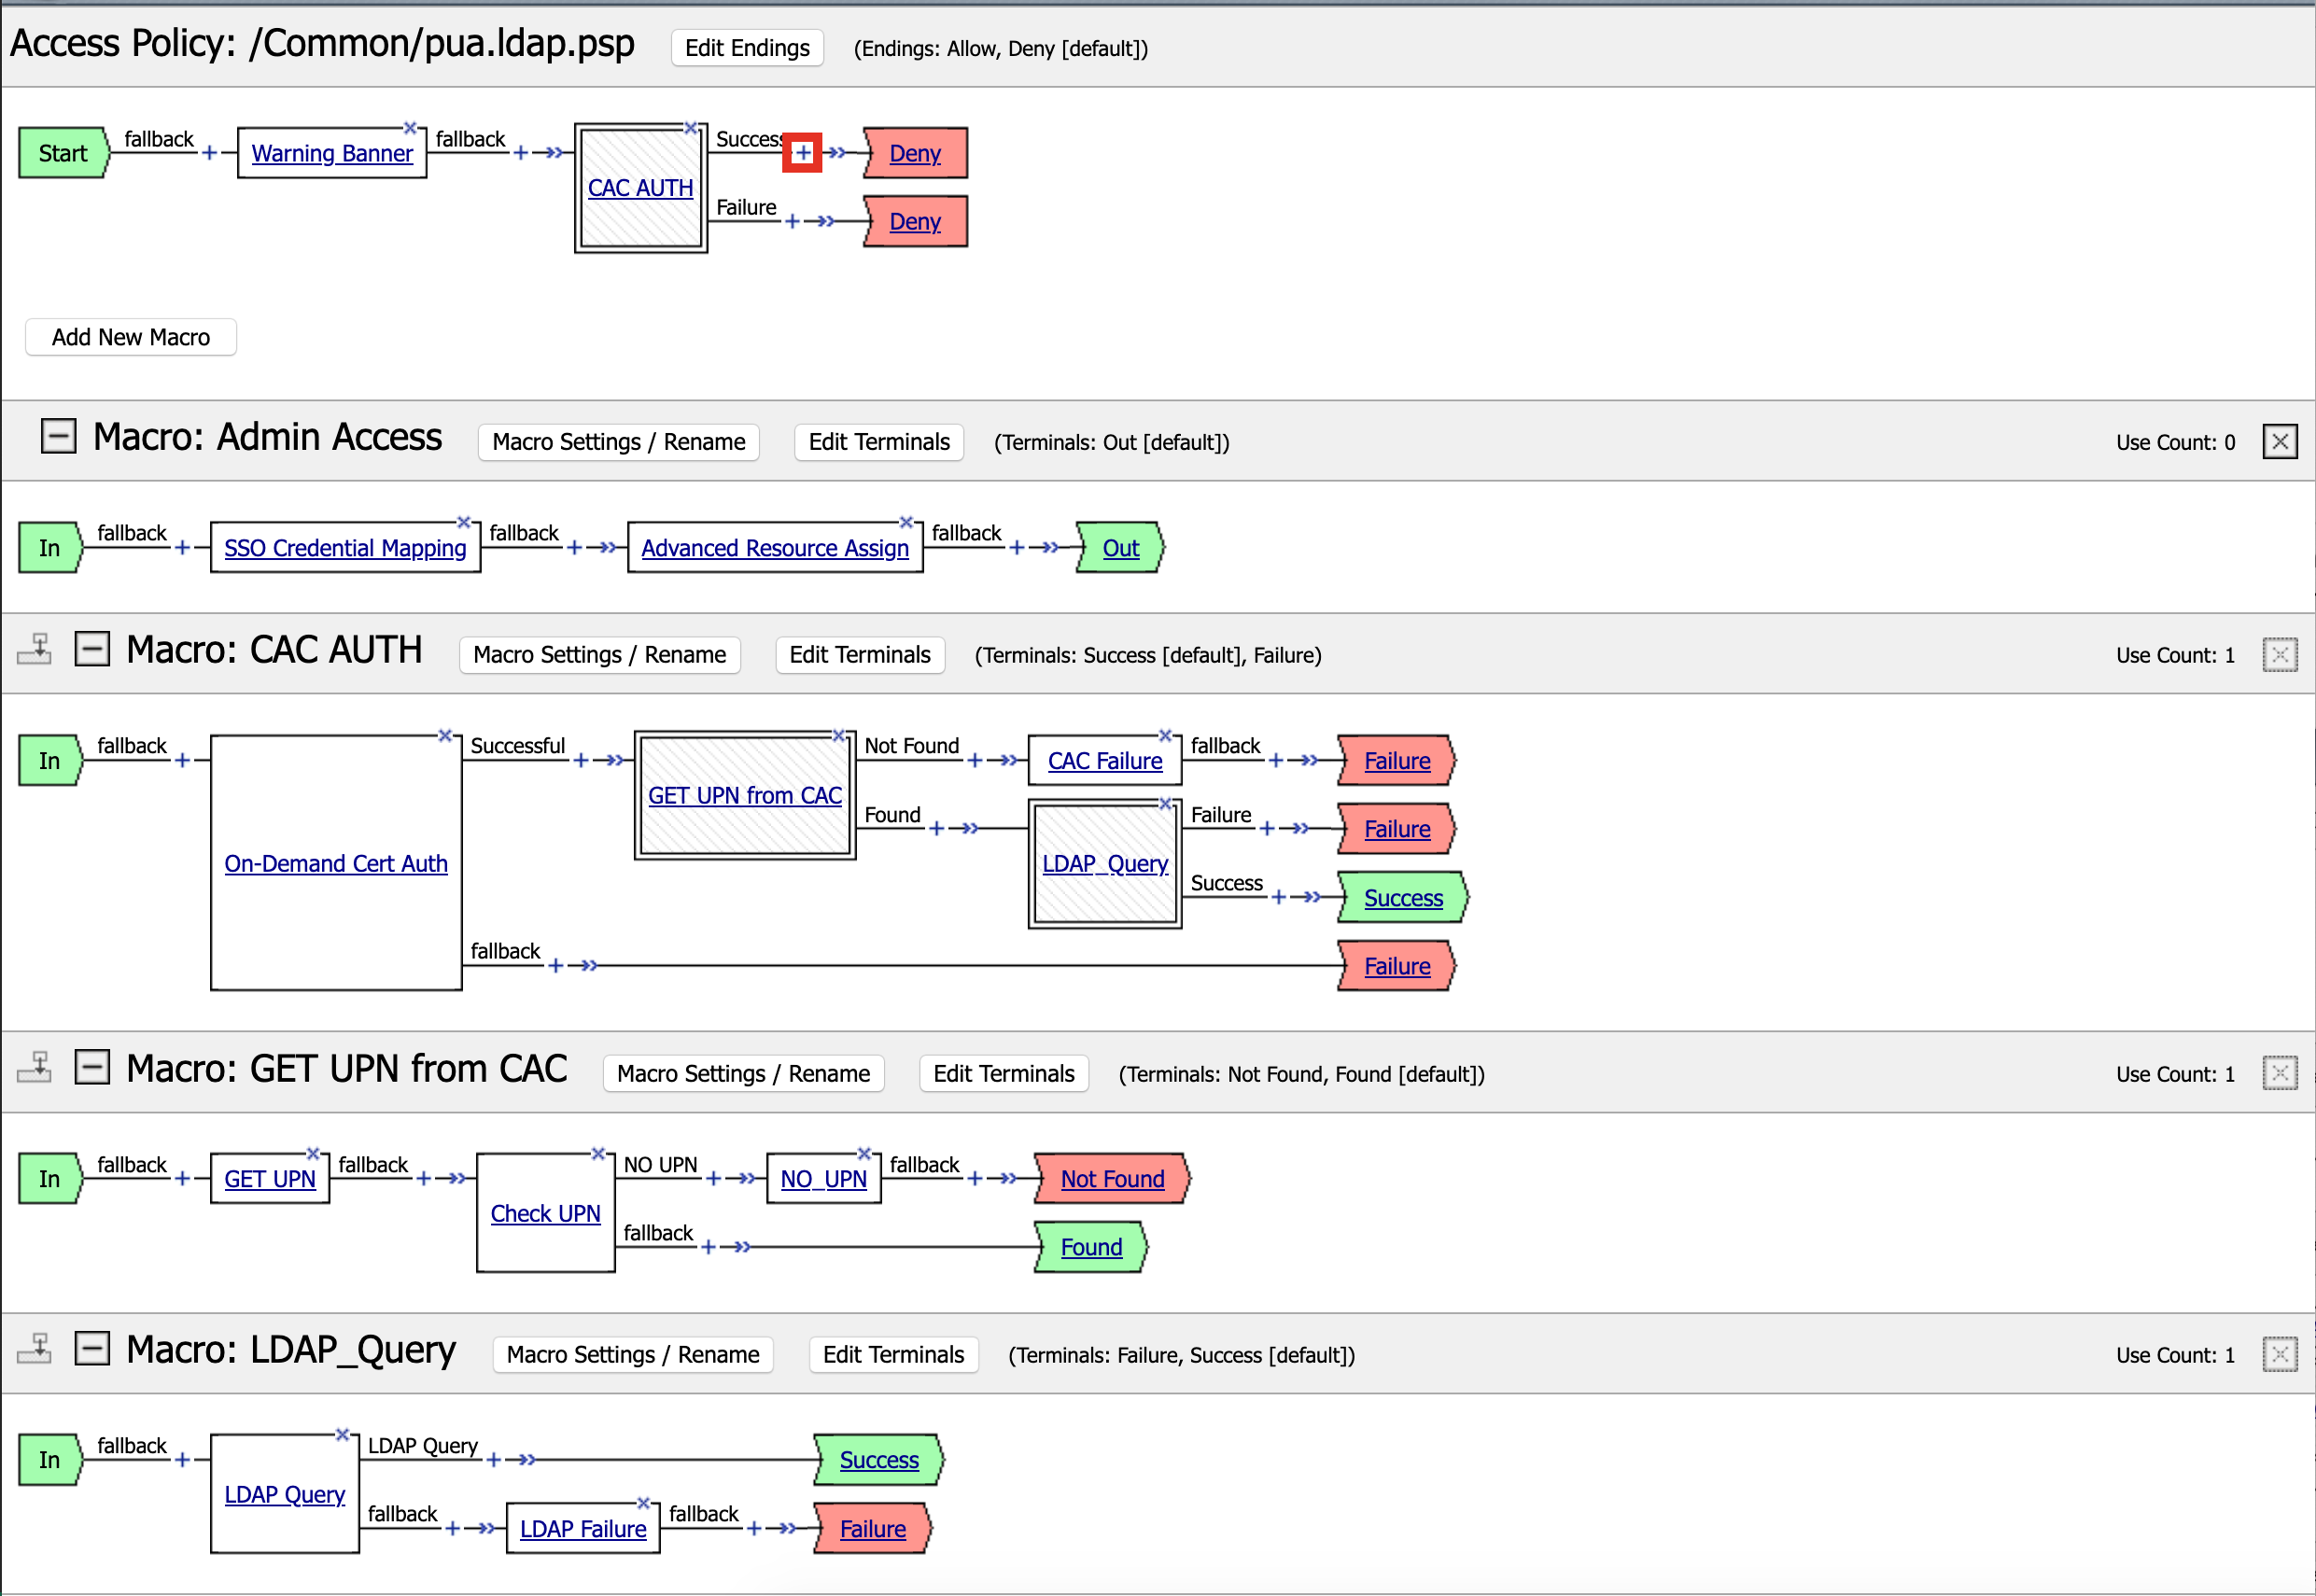 Access Policy: /Common/pua.ldap.psp Edit Endings (Endings: Allow, Deny [default])
Start fallback + Warning Banner fallback + CAC AUTH Success + Deny
Failure + Deny
Add New Macro
Macro: Admin Access Macro Settings / Rename Edit Terminals (Terminals: Out [default]) Use Count: 0
In fallback + SSO Credential Mapping fallback + Advanced Resource Assign fallback + Out
Macro: CAC AUTH Macro Settings / Rename Edit Terminals (Terminals: Success [default], Failure) Use Count: 1
In fallback + On-Demand Cert Auth Successful + GET UPN from CAC Not Found + CAC Failure fallback + Failure
Found + LDAP_Query Failure + Failure
Success + Success
fallback + Failure
Macro: GET UPN from CAC Macro Settings / Rename Edit Terminals (Terminals: Not Found, Found [default]) Use Count: 1
In fallback + GET UPN fallback + Check UPN NO UPN + NO_UPN fallback + Not Found
fallback + Found
Macro: LDAP_Query Macro Settings / Rename Edit Terminals (Terminals: Failure, Success [default]) Use Count: 1
In fallback + LDAP Query LDAP Query + Success
fallback + LDAP Failure fallback + Failure